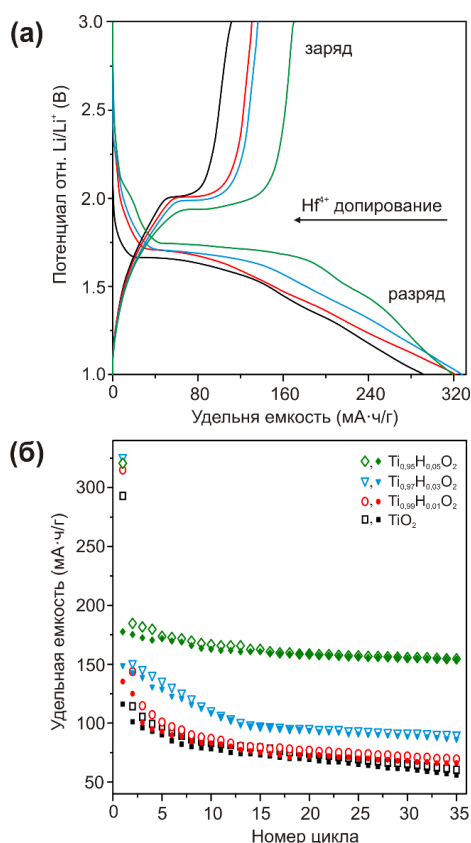 (а)
3.0
2.5
2.0
1.5
1.0
Потенциал отн. Li/Li⁺ (В)
заряд
Hf⁴⁺ допирование
разряд
0
80
160
240
320
Удельня емкость (мА·ч/г)
(б)
300
250
200
150
100
50
Удельная емкость (мА·ч/г)
Ti₀,₉₅H₀,₀₅O₂
Ti₀,₉₇H₀,₀₃O₂
Ti₀,₉₉H₀,₀₁O₂
TiO₂
0
5
10
15
20
25
30
35
Номер цикла